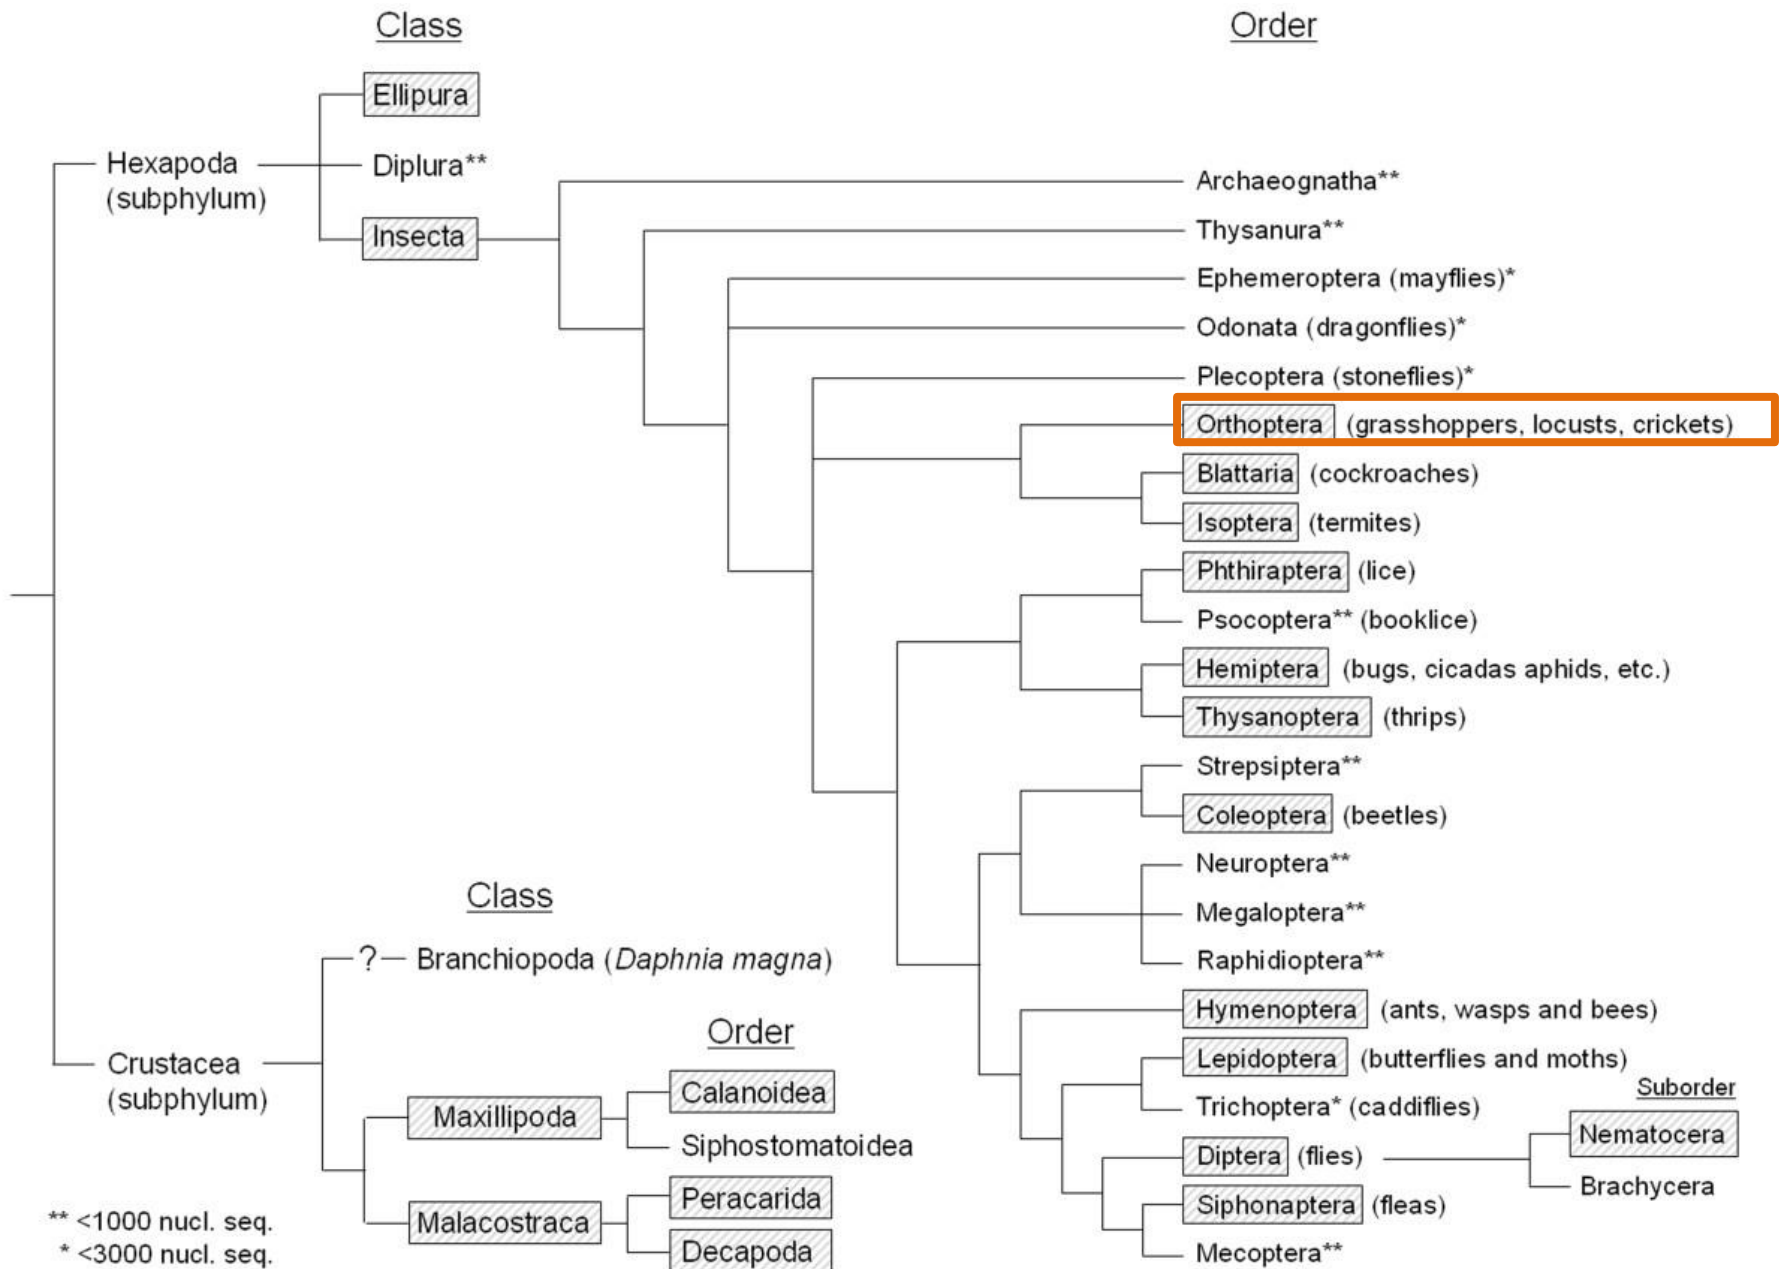 Class
Order
Ellipura
Hexapoda
(subphylum)
Diplura**
Insecta
Archaeognatha**
Thysanura**
Ephemeroptera (mayflies)*
Odonata (dragonflies)*
Plecoptera (stoneflies)*
Orthoptera (grasshoppers, locusts, crickets)
Blattaria (cockroaches)
Isoptera (termites)
Phthiraptera (lice)
Psocoptera** (booklice)
Hemiptera (bugs, cicadas aphids, etc.)
Thysanoptera (thrips)
Strepsiptera**
Coleoptera (beetles)
Neuroptera**
Megaloptera**
Raphidioptera**
Hymenoptera (ants, wasps and bees)
Lepidoptera (butterflies and moths)
Trichoptera* (caddiflies)
Diptera (flies)
Siphonaptera (fleas)
Mecoptera**
Suborder
Nematocera
Brachycera
Class
?
Branchiopoda (Daphnia magna)
Order
Crustacea
(subphylum)
Maxillipoda
Calanoidea
Siphostomatoidea
Malacostraca
Peracarida
Decapoda
** <1000 nucl. seq.
* <3000 nucl. seq.